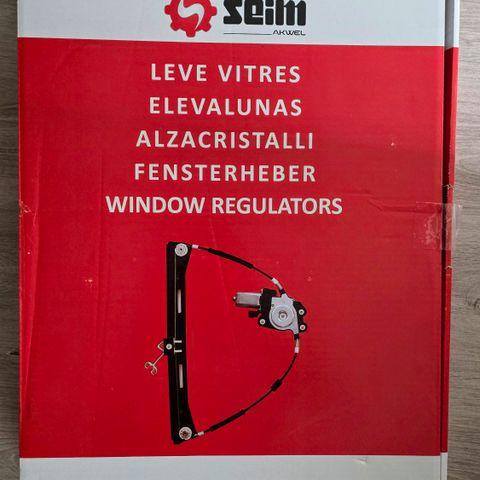 seim
AKWEL
LEVE VITRES
ELEVALUNAS
ALZACRISTALLI
FENSTERHEBER
WINDOW REGULATORS